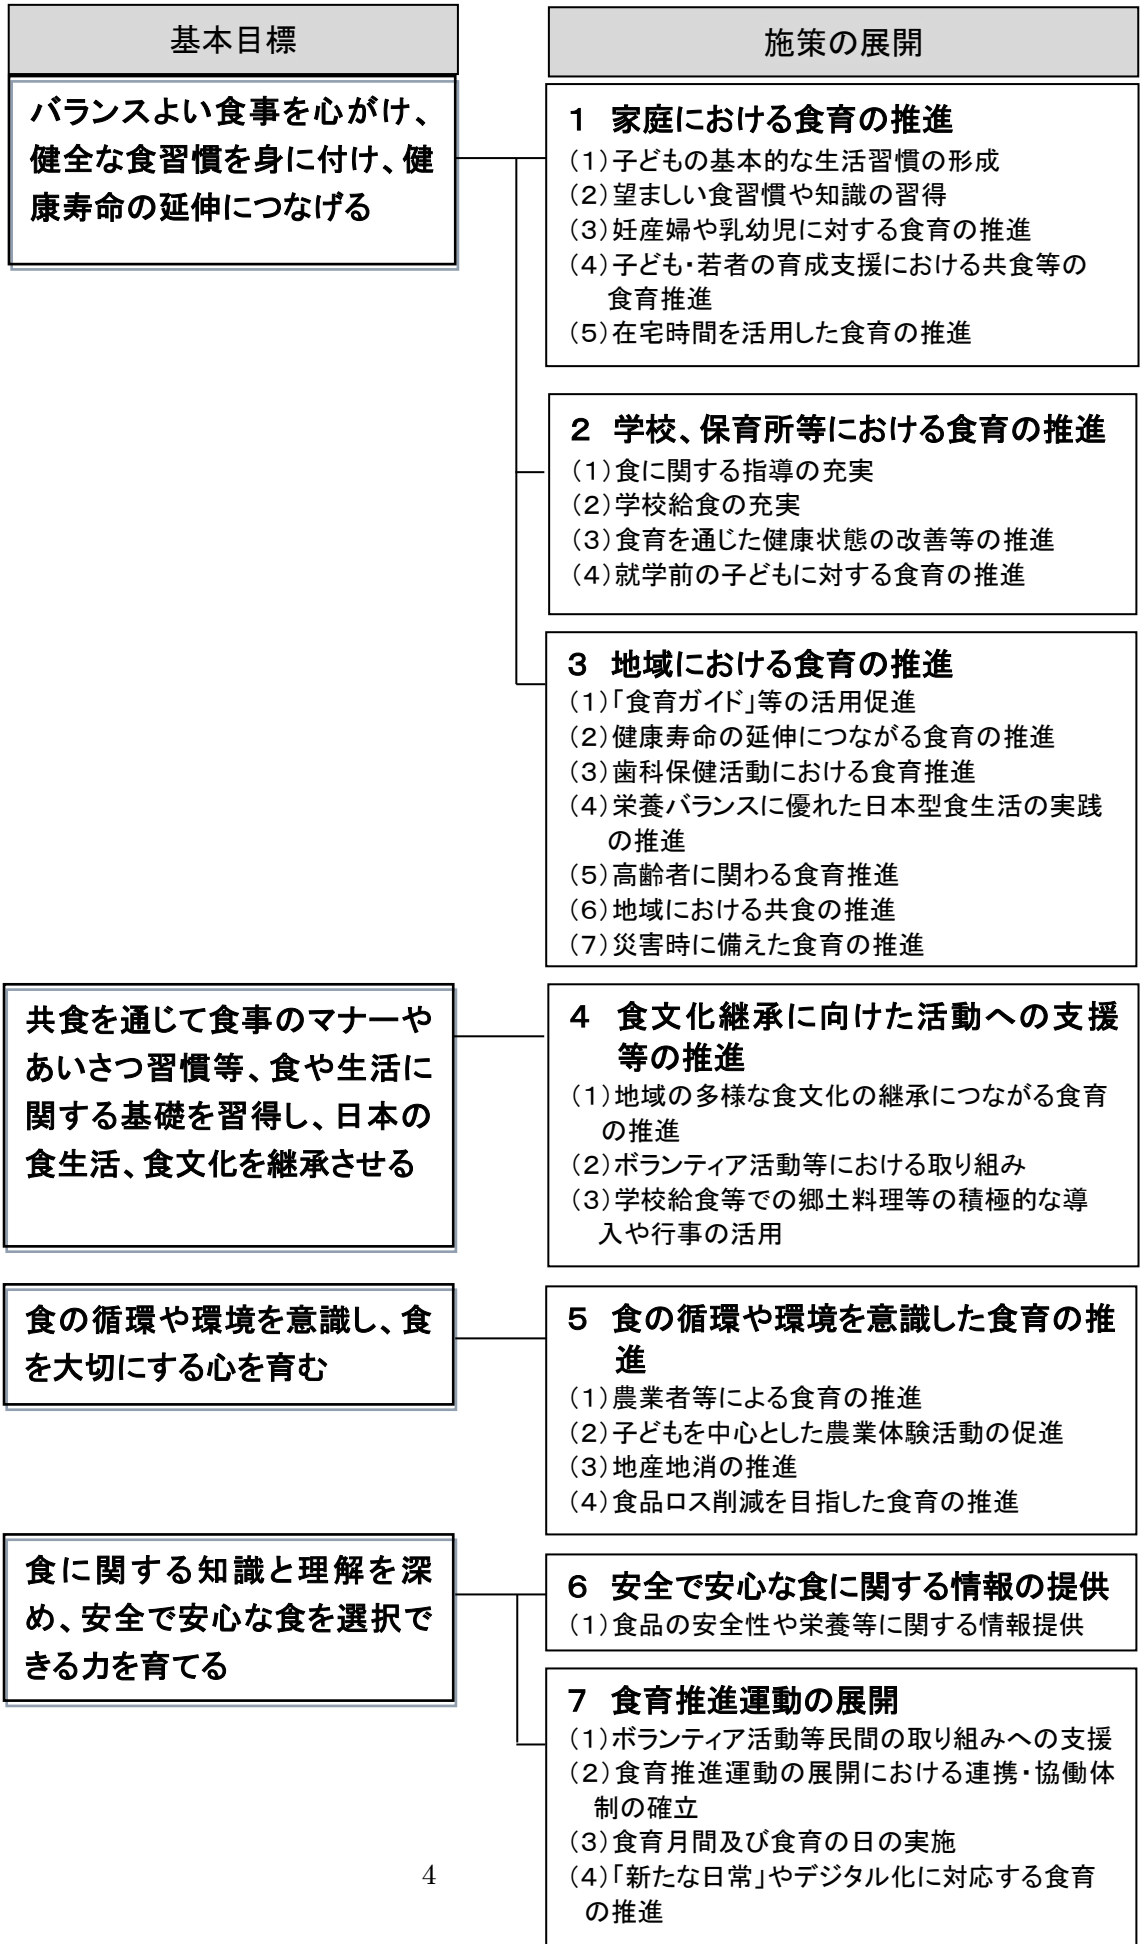 基本目標
施策の展開
バランスよい食事を心がけ、
健全な食習慣を身に付け、健
康寿命の延伸につなげる
1 家庭における食育の推進
（1）子どもの基本的な生活習慣の形成
（2）望ましい食習慣や知識の習得
（3）妊産婦や乳幼児に対する食育の推進
（4）子ども・若者の育成支援における共食等の
食育推進
（5）在宅時間を活用した食育の推進
2 学校、保育所等における食育の推進
（1）食に関する指導の充実
（2）学校給食の充実
（3）食育を通じた健康状態の改善等の推進
（4）就学前の子どもに対する食育の推進
3 地域における食育の推進
（1）「食育ガイド」等の活用促進
（2）健康寿命の延伸につながる食育の推進
（3）歯科保健活動における食育推進
（4）栄養バランスに優れた日本型食生活の実践
の推進
（5）高齢者に関わる食育推進
（6）地域における共食の推進
（7）災害時に備えた食育の推進
共食を通じて食事のマナーや
あいさつ習慣等、食や生活に
関する基礎を習得し、日本の
食生活、食文化を継承させる
4 食文化継承に向けた活動への支援
等の推進
（1）地域の多様な食文化の継承につながる食育
の推進
（2）ボランティア活動等における取り組み
（3）学校給食等での郷土料理等の積極的な導
入や行事の活用
食の循環や環境を意識し、食
を大切にする心を育む
5 食の循環や環境を意識した食育の推
進
（1）農業者等による食育の推進
（2）子どもを中心とした農業体験活動の促進
（3）地産地消の推進
（4）食品ロス削減を目指した食育の推進
食に関する知識と理解を深
め、安全で安心な食を選択で
きる力を育てる
6 安全で安心な食に関する情報の提供
（1）食品の安全性や栄養等に関する情報提供
7 食育推進運動の展開
（1）ボランティア活動等民間の取り組みへの支援
（2）食育推進運動の展開における連携・協働体
制の確立
（3）食育月間及び食育の日の実施
（4）「新たな日常」やデジタル化に対応する食育
の推進
4